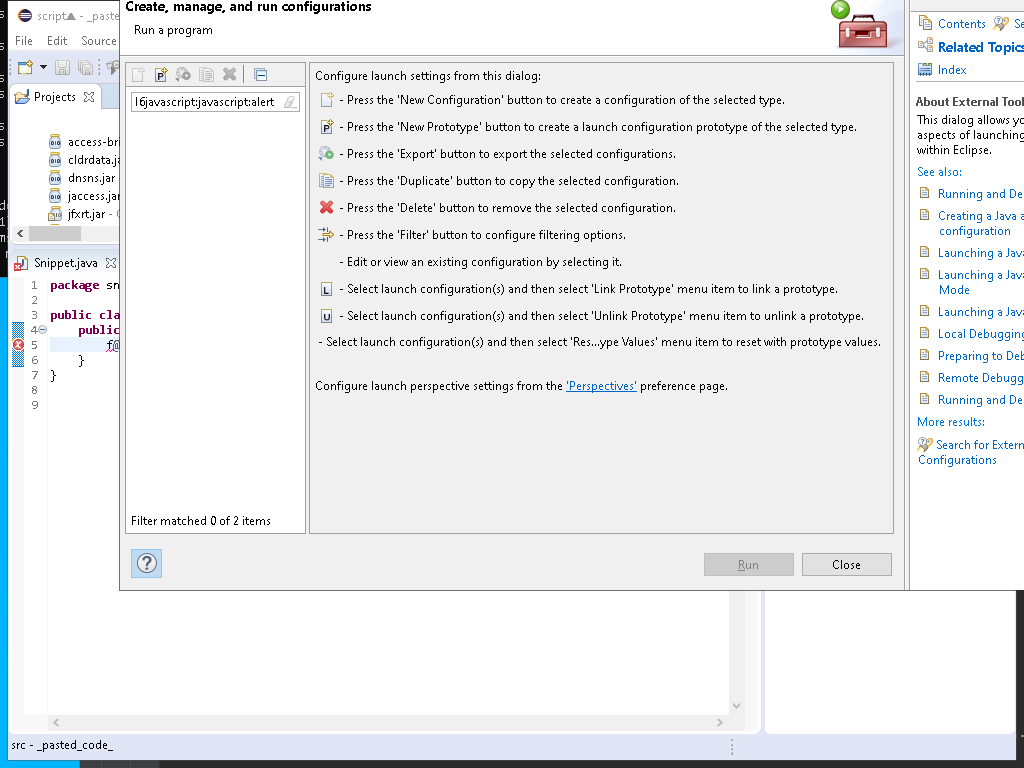 Create, manage, and run configurations
Run a program
script - _paste
File Edit Source
Projects
access-bri
cldrdata.ja
dnsns.jar
jaccess.jar
jfxrt.jar -
Snippet.java
1 package sn
2
3 public cla
4 public
5 f@
6 }
7 }
8
9
src - _pasted_code_
l6javascript:javascript:alert
Filter matched 0 of 2 items
Configure launch settings from this dialog:
- Press the 'New Configuration' button to create a configuration of the selected type.
- Press the 'New Prototype' button to create a launch configuration prototype of the selected type.
- Press the 'Export' button to export the selected configurations.
- Press the 'Duplicate' button to copy the selected configuration.
- Press the 'Delete' button to remove the selected configuration.
- Press the 'Filter' button to configure filtering options.
- Edit or view an existing configuration by selecting it.
L - Select launch configuration(s) and then select 'Link Prototype' menu item to link a prototype.
U - Select launch configuration(s) and then select 'Unlink Prototype' menu item to unlink a prototype.
- Select launch configuration(s) and then select 'Res...ype Values' menu item to reset with prototype values.
Configure launch perspective settings from the 'Perspectives' preference page.
Run
Close
Contents Se
Related Topics
Index
About External Tool
This dialog allows yo
aspects of launching
within Eclipse.
See also:
Running and De
Creating a Java a
configuration
Launching a Java
Launching a Java
Mode
Launching a Java
Local Debugging
Preparing to Deb
Remote Debugg
Running and De
More results:
Search for Extern
Configurations